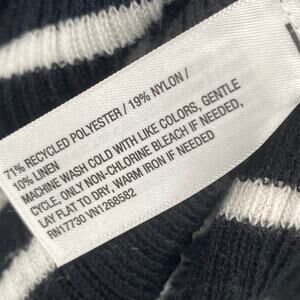 71% RECYCLED POLYESTER / 19% NYLON /
10% LINEN
MACHINE WASH COLD WITH LIKE COLORS, GENTLE
CYCLE, ONLY NON-CHLORINE BLEACH IF NEEDED,
LAY FLAT TO DRY, WARM IRON IF NEEDED
RN17730 VN1268582